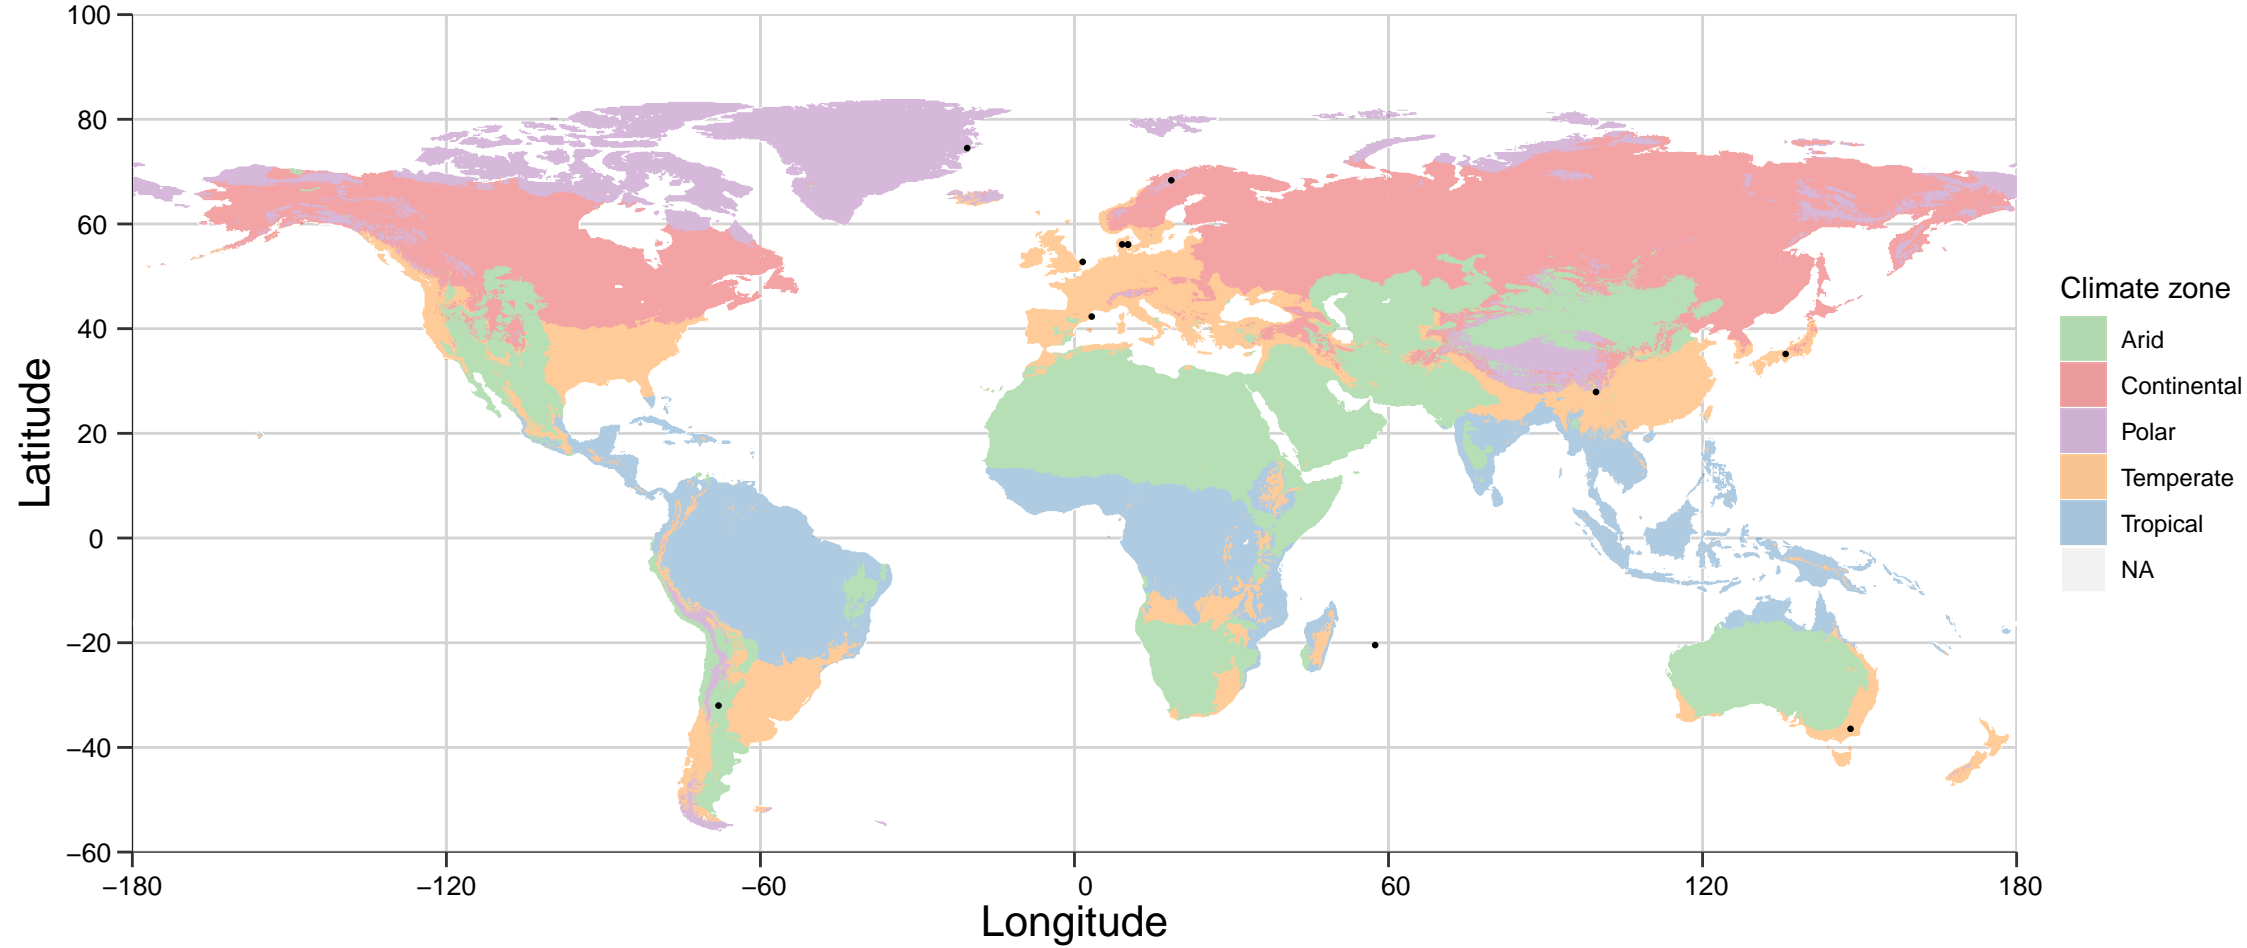 100
80
60
40
20
0
−20
−40
−60
Latitude
−180
−120
−60
0
60
120
180
Longitude
Climate zone
Arid
Continental
Polar
Temperate
Tropical
NA